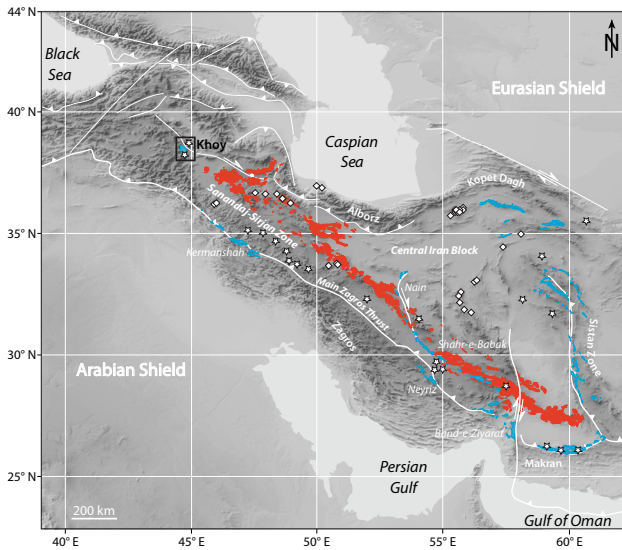 44° N
Black
Sea
N
Eurasian Shield
40° N
Khoy
Caspian
Sea
Kopet Dagh
Sanandaj-Sirjan Zone
Alborz
35° N
Kermanshah
Central Iran Block
Main Zagros Thrust
Nain
Zagros
Sistan Zone
30° N
Shahr-e-Babak
Arabian Shield
Neyriz
Band-e-Ziyarat
Makran
25° N
Persian
Gulf
200 km
Gulf of Oman
40° E
45° E
50° E
55° E
60° E